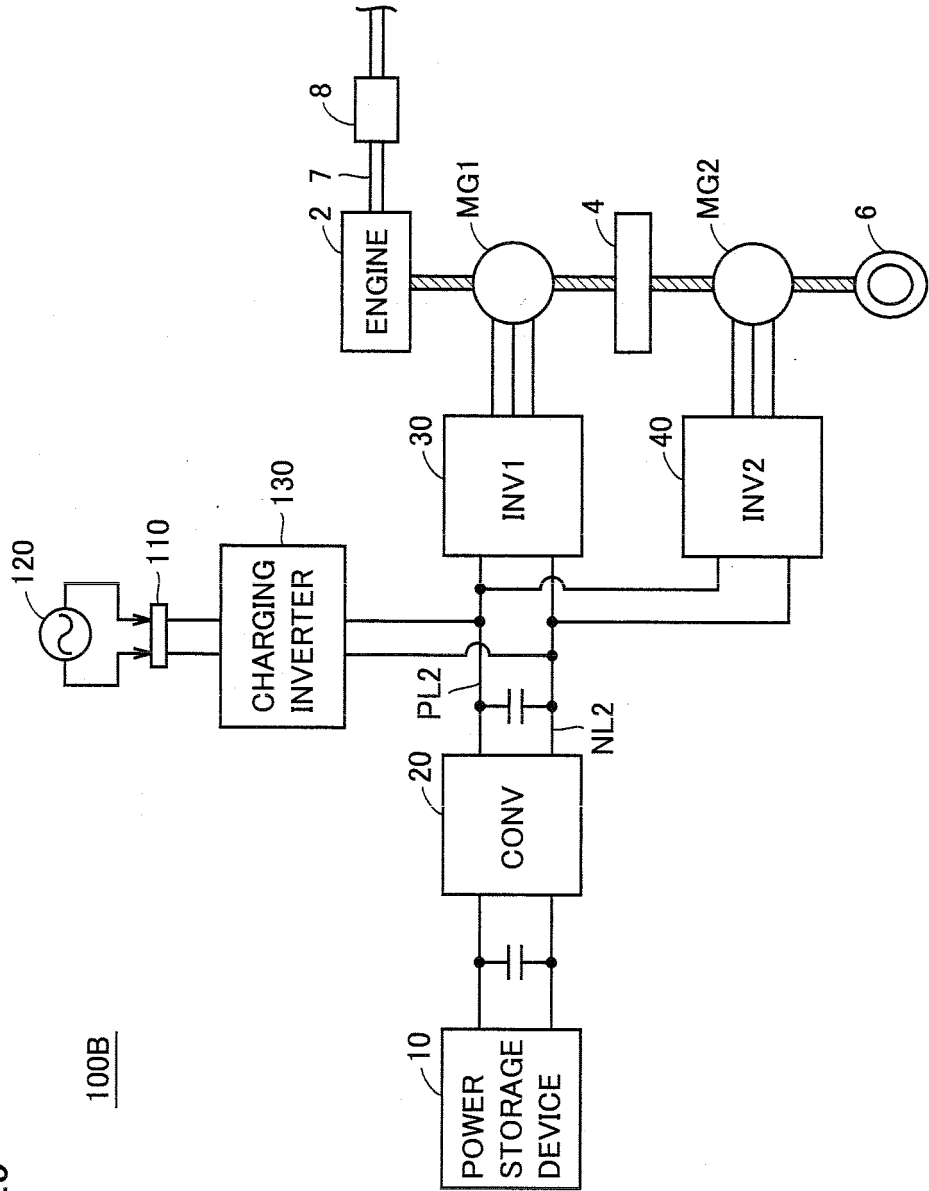 100B
120
110
130
CHARGING
INVERTER
8
7
2
ENGINE
MG1
4
MG2
6
30
INV1
40
INV2
PL2
NL2
20
CONV
10
POWER
STORAGE
DEVICE